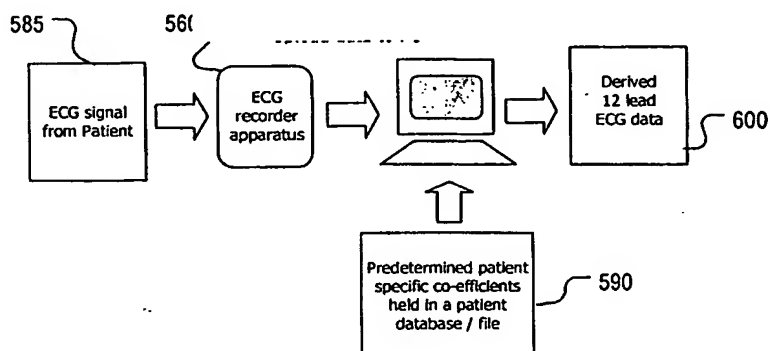 585
560
ECG signal
from Patient
ECG
recorder
apparatus
Derived
12 lead
ECG data
600
Predetermined patient
specific co-efficients
held in a patient
database / file
590